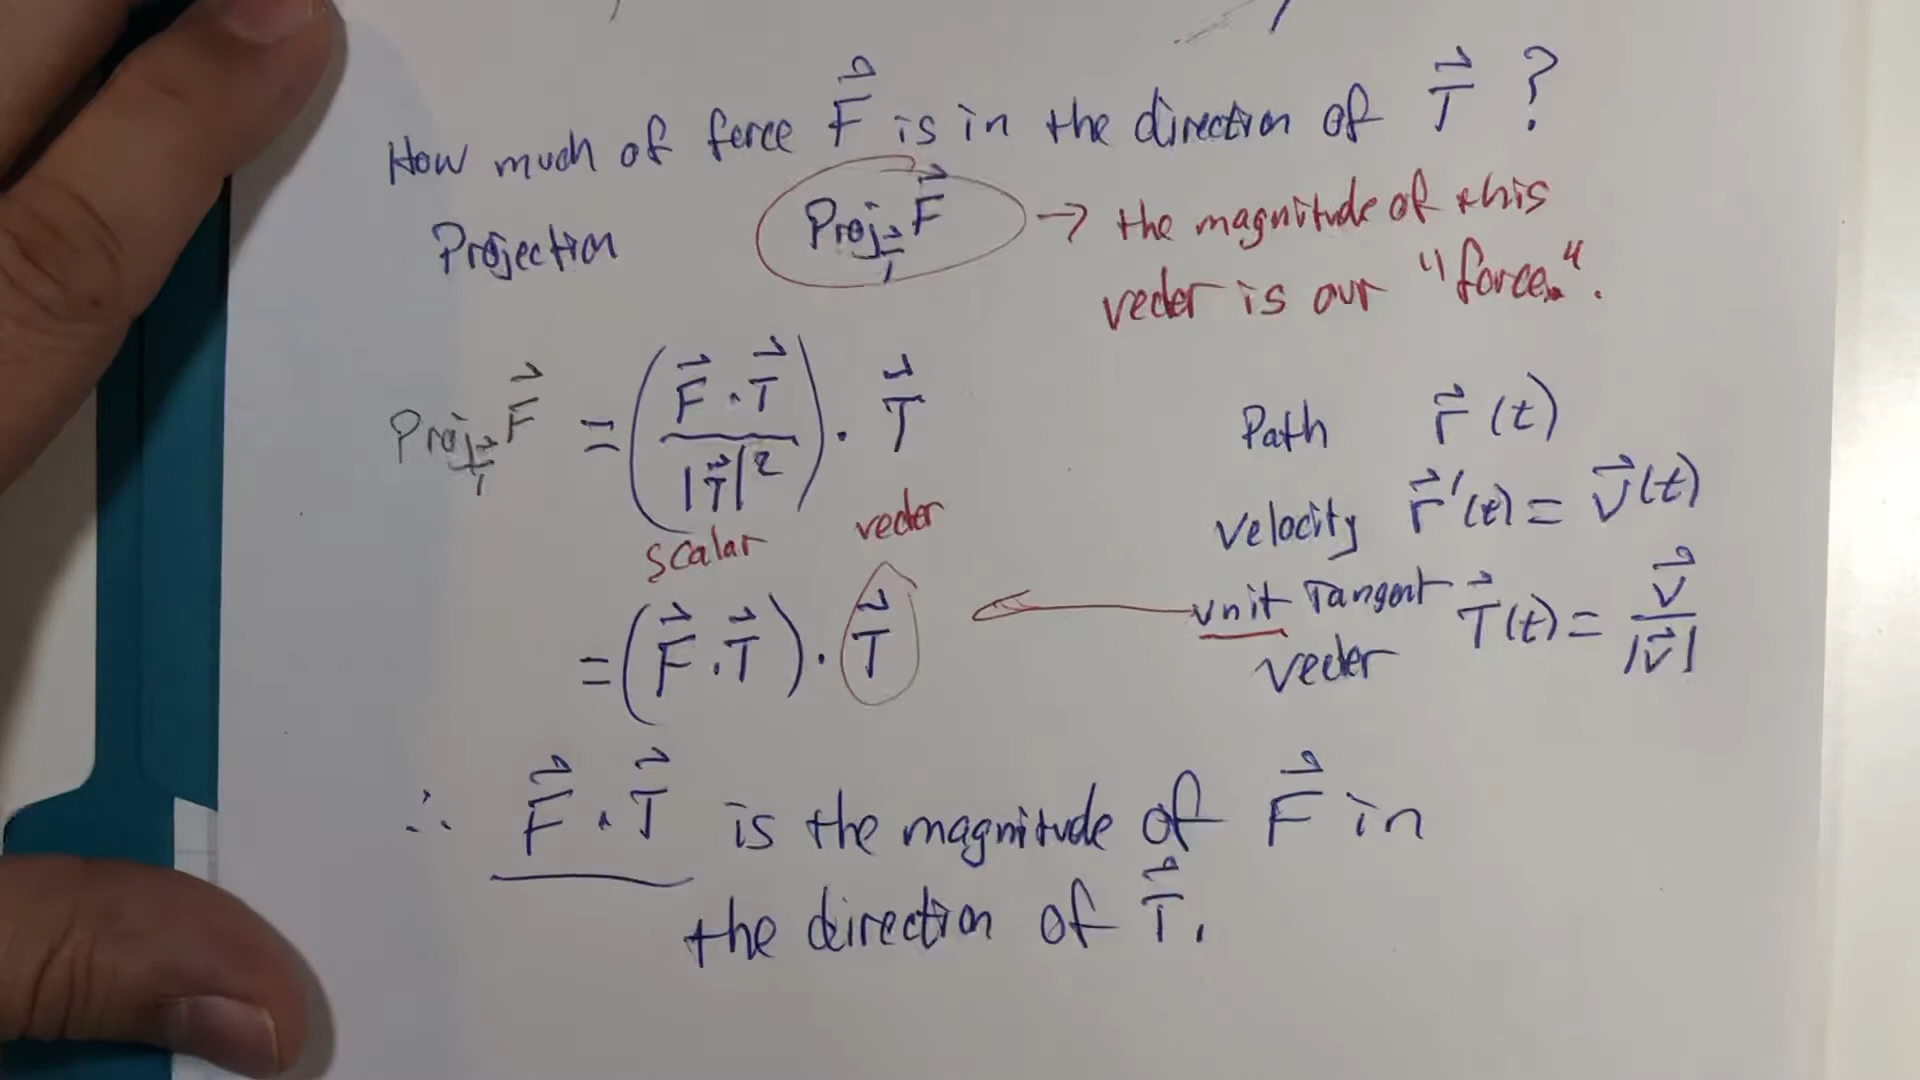 How much of force F⃗ is in the direction of T⃗ ?
Projection Proj_T⃗ F⃗ → the magnitude of this
vector is our "force.".
Proj_T⃗ F⃗ = (F⃗ · T⃗ / |T⃗|²) · T⃗
scalar vector
Path r⃗ (t)
velocity r⃗ '(t) = v⃗ (t)
unit Tangent T⃗ (t) = v⃗ / |v⃗|
vector
= (F⃗ · T⃗) · T⃗
∴ F⃗ · T⃗ is the magnitude of F⃗ in
the direction of T⃗.